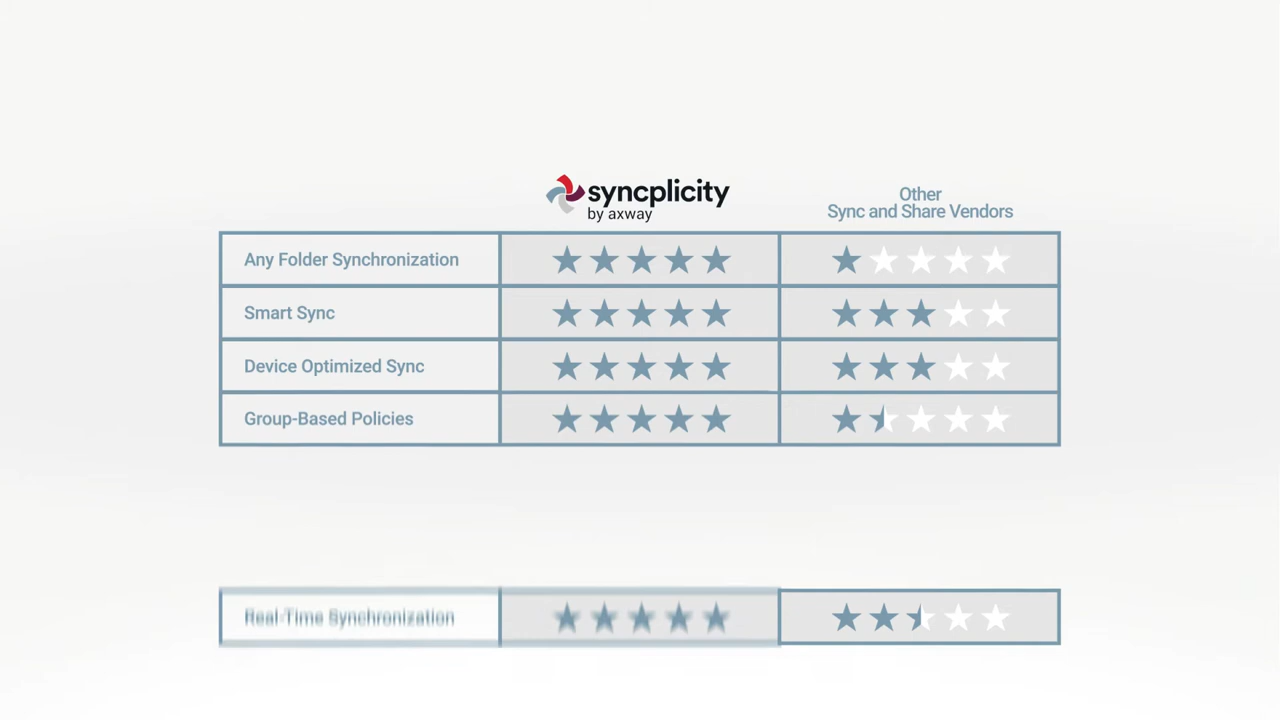 syncplicity
by axway
Other
Sync and Share Vendors
Any Folder Synchronization
Smart Sync
Device Optimized Sync
Group-Based Policies
Real-Time Synchronization